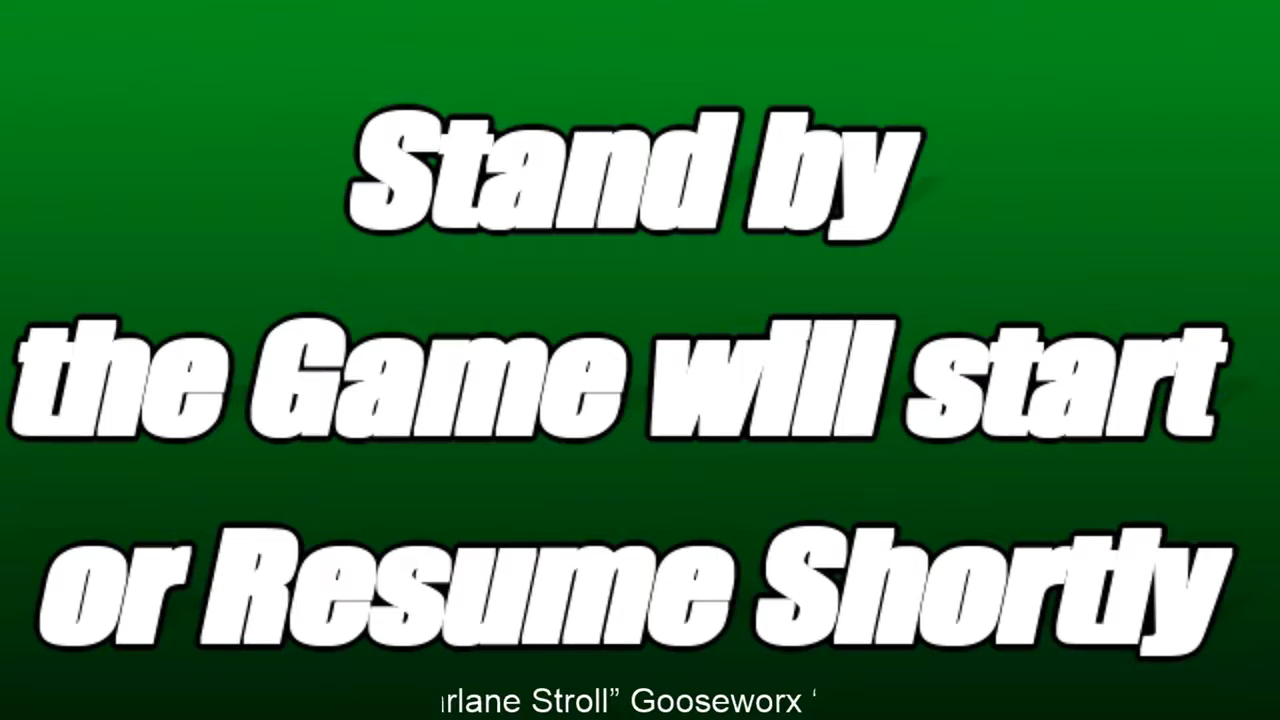 Stand by
the Game will start
or Resume Shortly
Stroll” Gooseworx “